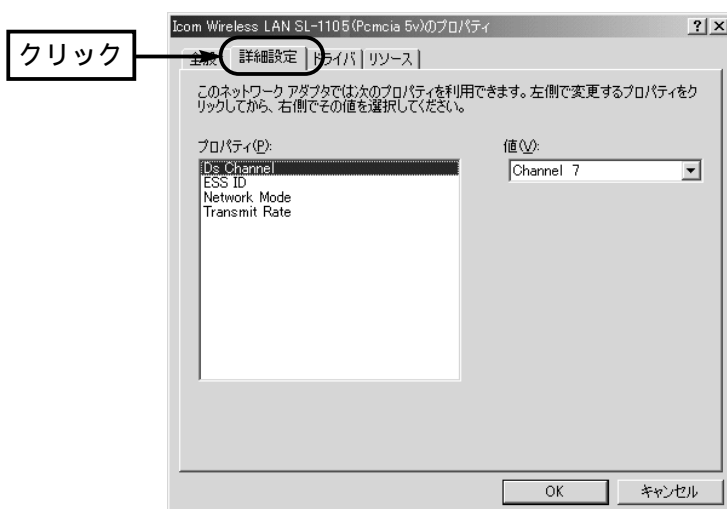 Icom Wireless LAN SL-1105(Pcmcia 5v)のプロパティ
クリック
全般 詳細設定 ドライバ リソース
このネットワーク アダプタでは次のプロパティを利用できます。左側で変更するプロパティをク
リックしてから、右側でその値を選択してください。
プロパティ(P):
値(V):
Ds Channel
Channel 7
ESS ID
Network Mode
Transmit Rate
OK
キャンセル